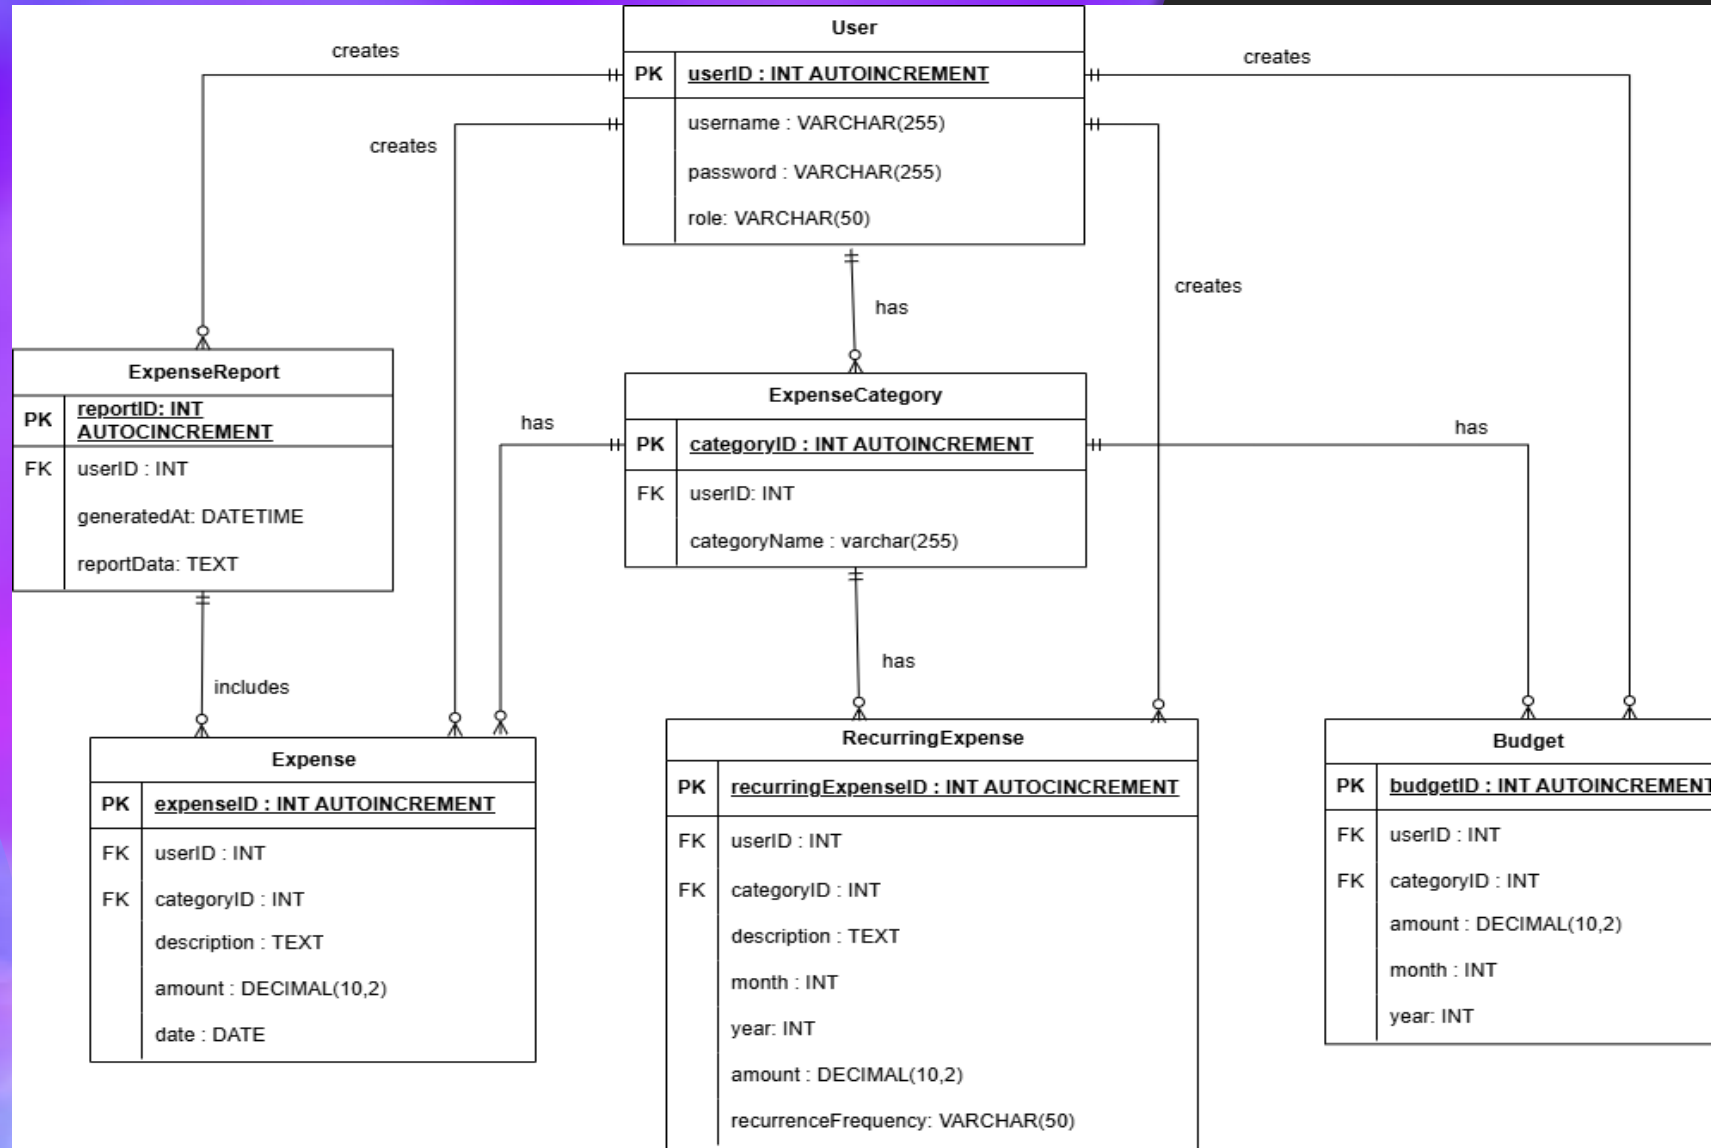 User
PK userID : INT AUTOINCREMENT
username : VARCHAR(255)
password : VARCHAR(255)
role: VARCHAR(50)
creates
creates
creates
creates
has
ExpenseReport
PK reportID: INT
AUTOCINCREMENT
FK userID : INT
generatedAt: DATETIME
reportData: TEXT
ExpenseCategory
PK categoryID : INT AUTOINCREMENT
FK userID: INT
categoryName : varchar(255)
has
has
has
includes
Expense
PK expenseID : INT AUTOINCREMENT
FK userID : INT
FK categoryID : INT
description : TEXT
amount : DECIMAL(10,2)
date : DATE
RecurringExpense
PK recurringExpenseID : INT AUTOCINCREMENT
FK userID : INT
FK categoryID : INT
description : TEXT
month : INT
year: INT
amount : DECIMAL(10,2)
recurrenceFrequency: VARCHAR(50)
Budget
PK budgetID : INT AUTOINCREMENT
FK userID : INT
FK categoryID : INT
amount : DECIMAL(10,2)
month : INT
year: INT